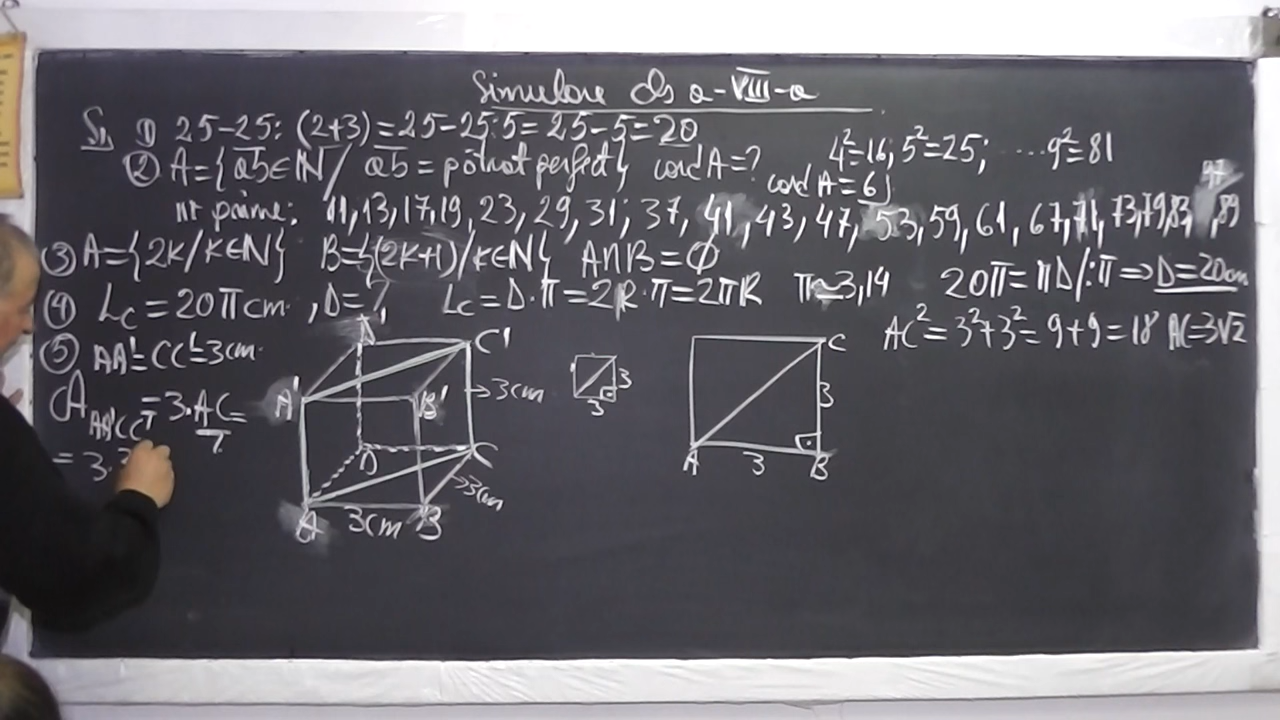 Simulare cls a-VIII-a
S₁ 1) 25-25:(2+3)=25-25:5=25-5=20
2) A={ab∈N/ ab = pătrat perfect} card A=? 4²=16; 5²=25; ....9²=81
card A=6;
nr prime: 11,13,17,19,23,29,31; 37, 41, 43, 47, 53,59, 61, 67,71,73,79,83, ,89
97
3) A={2k/k∈N} B={(2k+1)/k∈N} A∩B=∅
4) Lc=20πcm, D=? Lc=D·π=2R·π=2πR π≈3,14 20π=πD/:π⇒D=20cm
5) AA'=CC'=3cm AC²=3²+3²=9+9=18 AC=3√2
A AA'CC' =3·AC=
?
=3·3
D' C' A' B' →3cm
D C A B 3cm →3cm
3 3
C A B 3 3